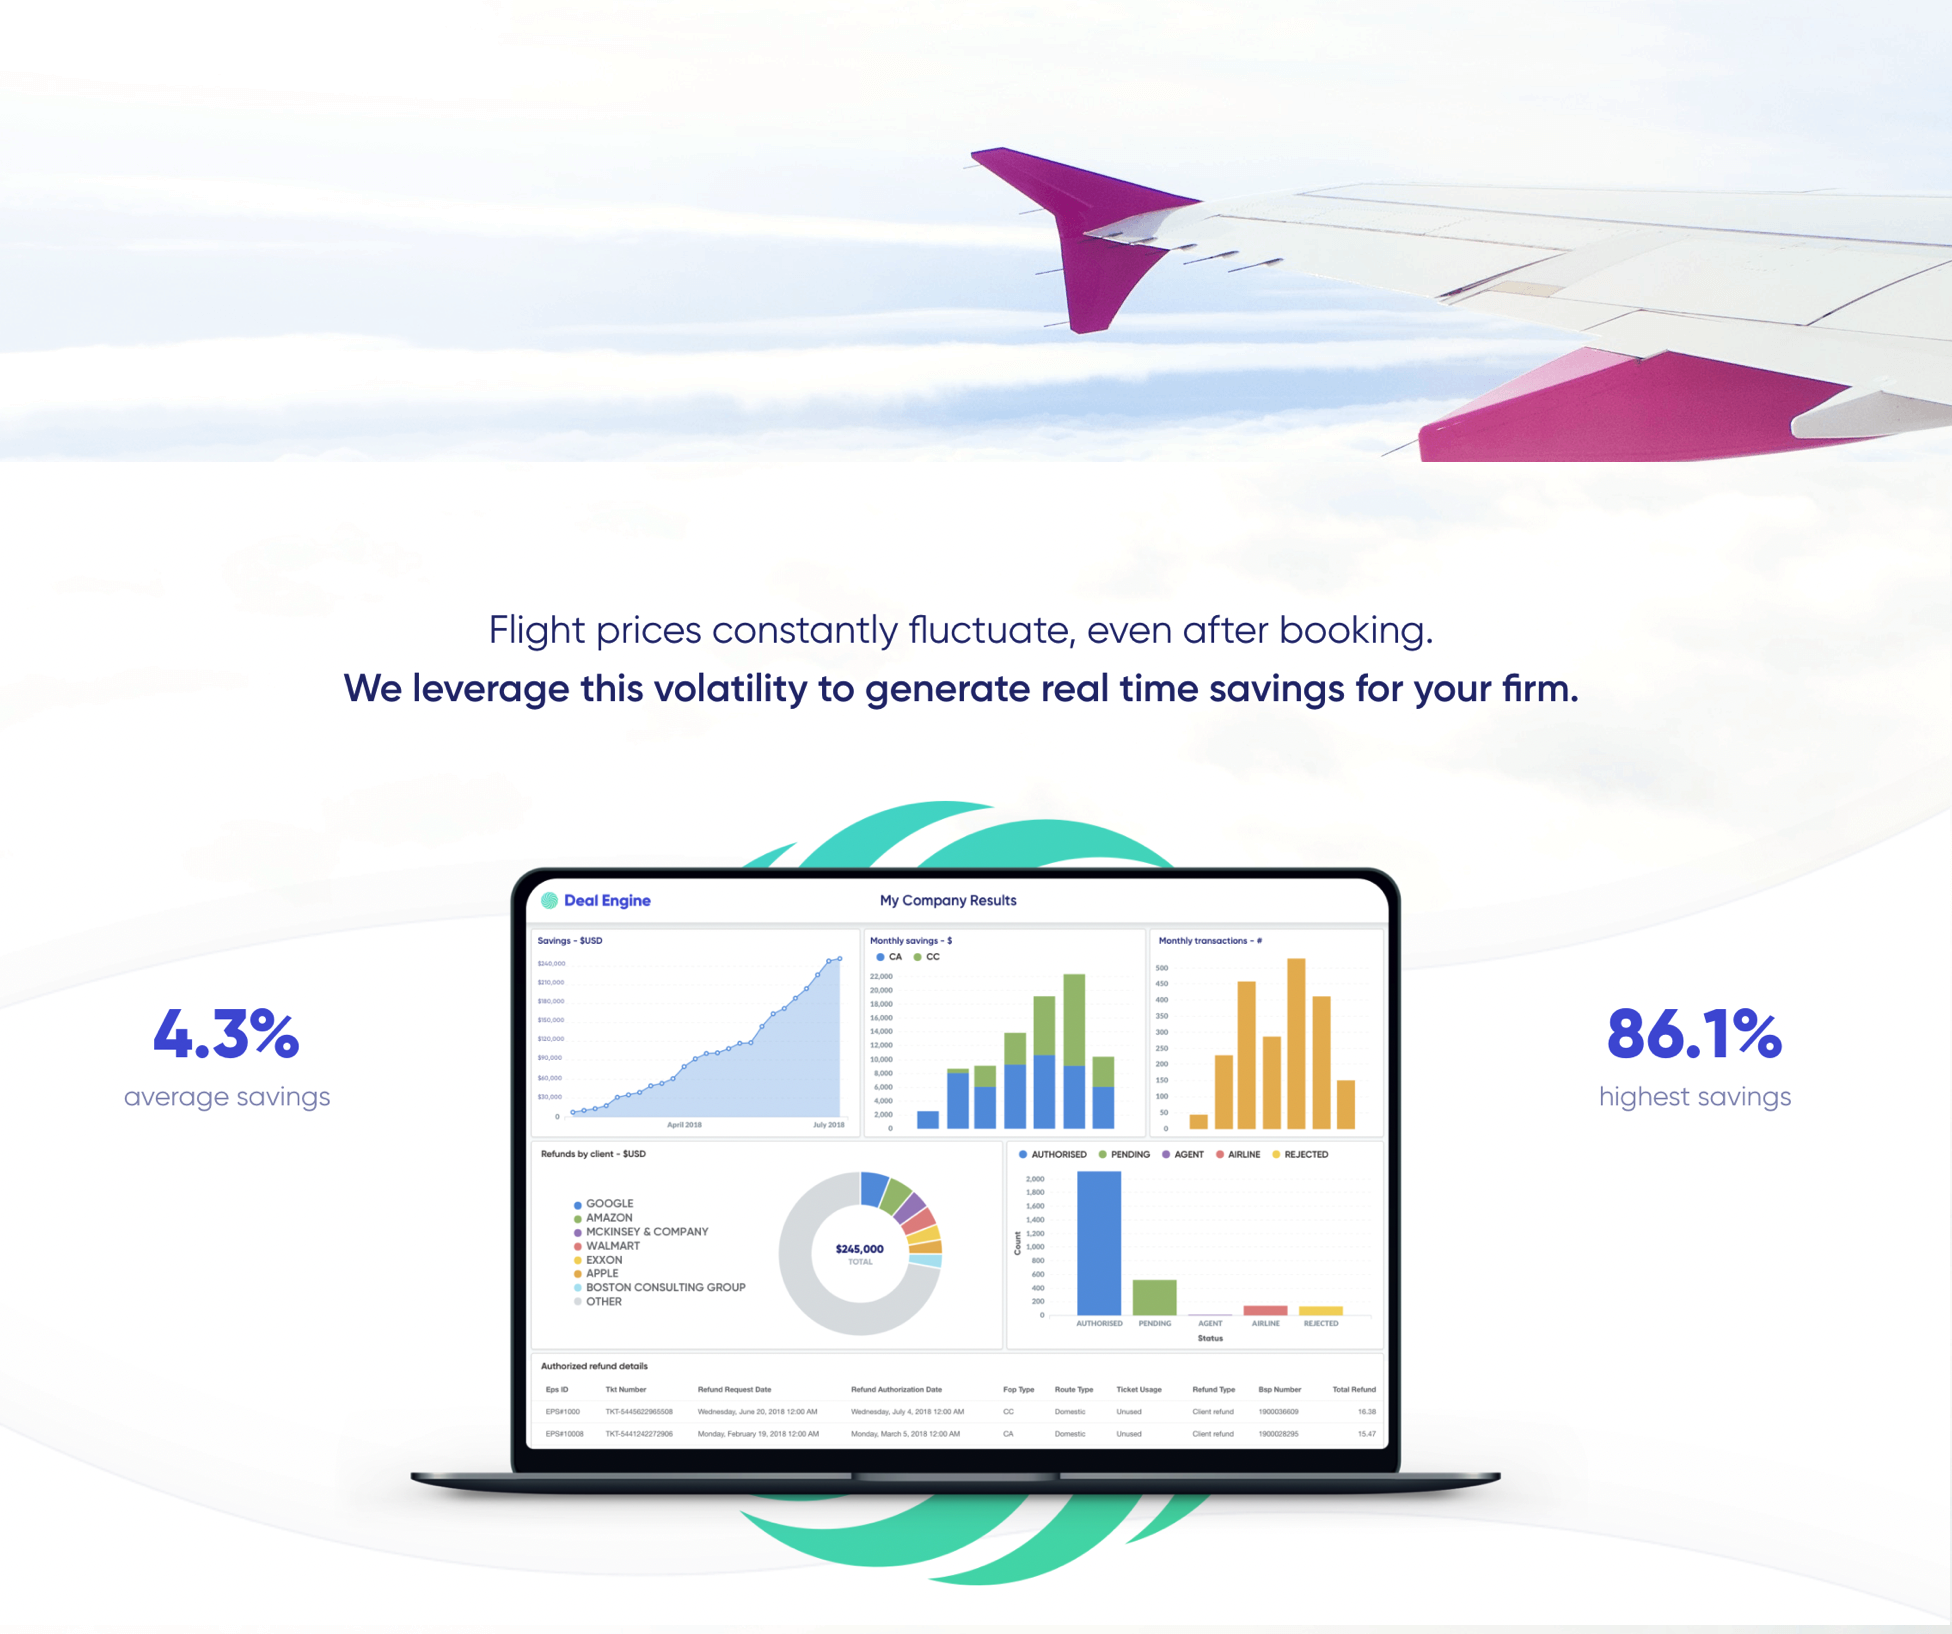 Flight prices constantly fluctuate, even after booking.
We leverage this volatility to generate real time savings for your firm.
4.3%
average savings
86.1%
highest savings
Deal Engine
My Company Results
Savings - $USD
$240,000
$210,000
$180,000
$150,000
$120,000
$90,000
$60,000
$30,000
0
April 2018 July 2018
Monthly savings - $
CA CC
22,000
20,000
18,000
16,000
14,000
12,000
10,000
8,000
6,000
4,000
2,000
0
Monthly transactions - #
500
450
400
350
300
250
200
150
100
50
0
Refunds by client - $USD
GOOGLE
AMAZON
MCKINSEY & COMPANY
WALMART
EXXON
APPLE
BOSTON CONSULTING GROUP
OTHER
$245,000
TOTAL
AUTHORISED PENDING AGENT AIRLINE REJECTED
2,000
1,800
1,600
1,400
1,200
1,000
800
600
400
200
0
Count
AUTHORISED PENDING AGENT AIRLINE REJECTED
Status
Authorized refund details
Eps ID Tkt Number Refund Request Date Refund Authorization Date Fop Type Route Type Ticket Usage Refund Type Bsp Number Total Refund
EPS#1000 TKT-5445622965508 Wednesday, June 20, 2018 12:00 AM Wednesday, July 4, 2018 12:00 AM CC Domestic Unused Client refund 1900036609 16.38
EPS#10008 TKT-5441242272906 Monday, February 19, 2018 12:00 AM Monday, March 5, 2018 12:00 AM CA Domestic Unused Client refund 1900028295 15.47